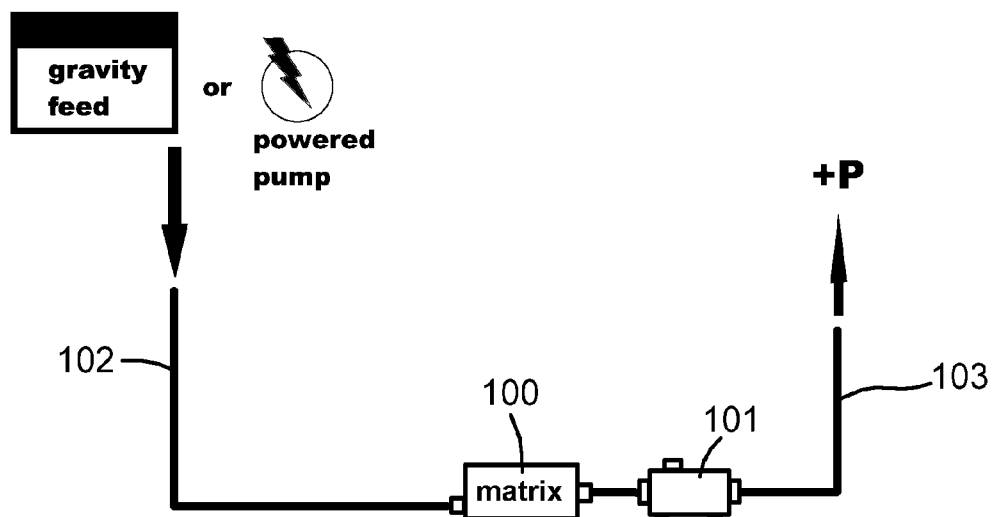 gravity
feed
or
powered
pump
+P
102
100
101
103
matrix